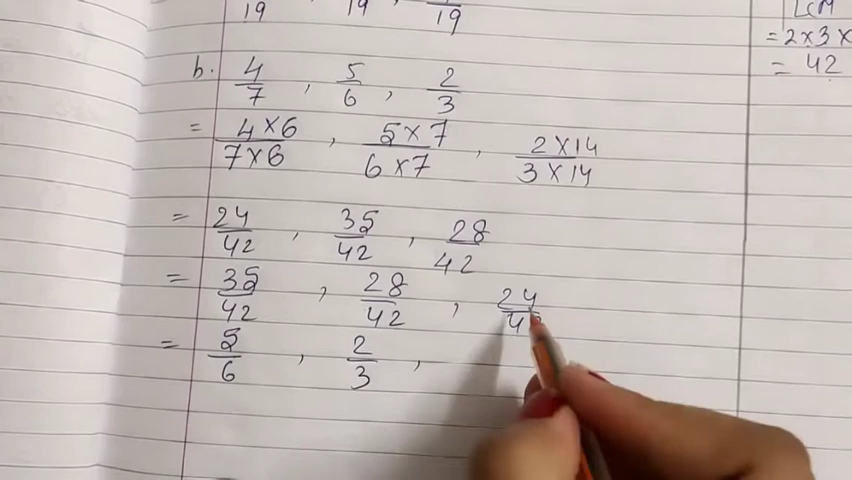 19 19 19
LCM
= 2 × 3 ×
= 42
b. 4/7 , 5/6 , 2/3
= 4 × 6/7 × 6 , 5 × 7/6 × 7 , 2 × 14/3 × 14
= 24/42 , 35/42 , 28/42
= 35/42 , 28/42 , 24/42
= 5/6 , 2/3 ,